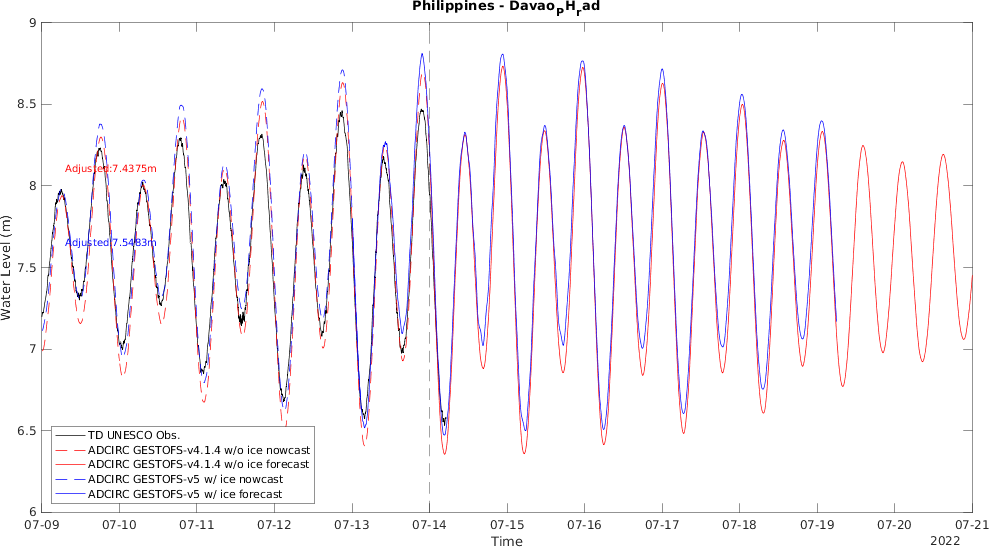 Philippines - DavaopHrad
9
8.5
8
7.5
7
6.5
6
Water Level (m)
Adjusted:7.4375m
Adjusted:7.5483m
TD UNESCO Obs.
ADCIRC GESTOFS-v4.1.4 w/o ice nowcast
ADCIRC GESTOFS-v4.1.4 w/o ice forecast
ADCIRC GESTOFS-v5 w/ ice nowcast
ADCIRC GESTOFS-v5 w/ ice forecast
07-09 07-10 07-11 07-12 07-13 07-14 07-15 07-16 07-17 07-18 07-19 07-20 07-21
Time
2022